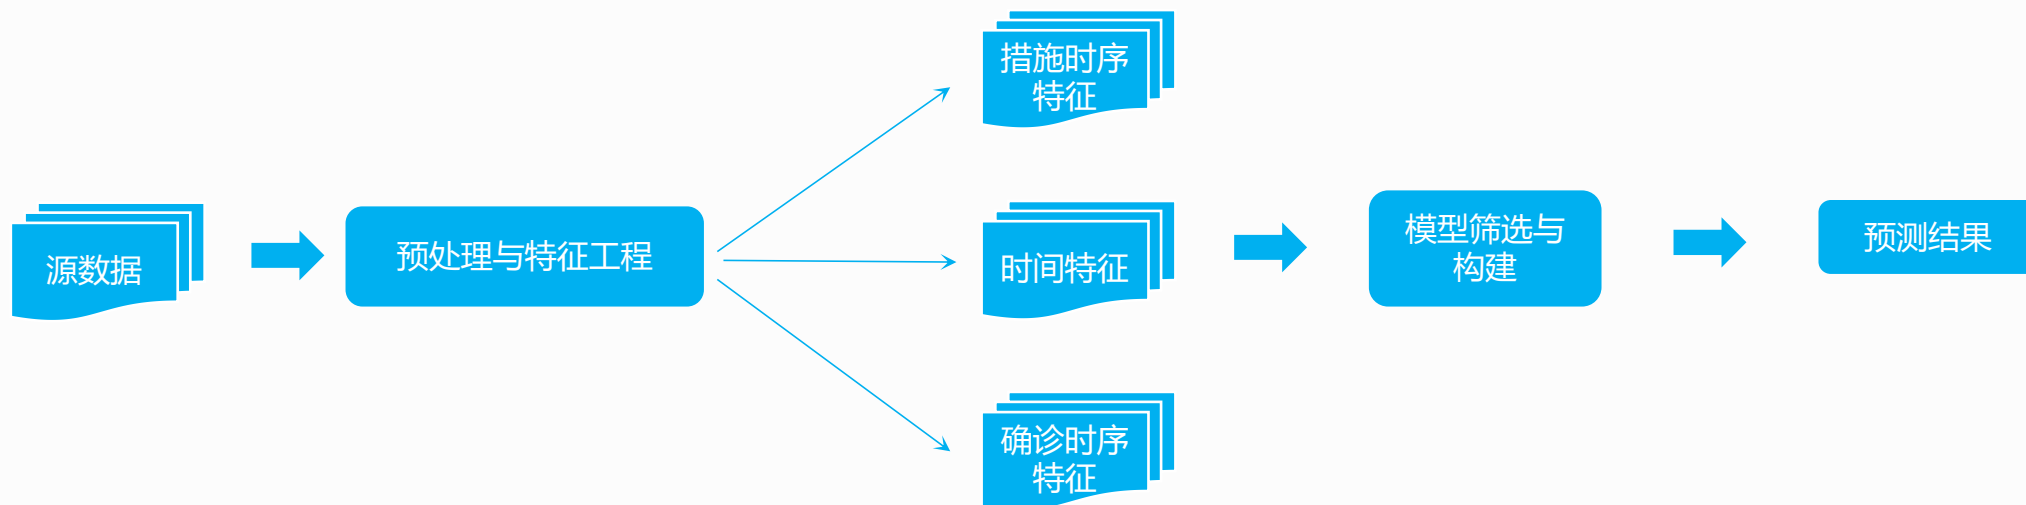 源数据
预处理与特征工程
措施时序
特征
时间特征
确诊时序
特征
模型筛选与
构建
预测结果